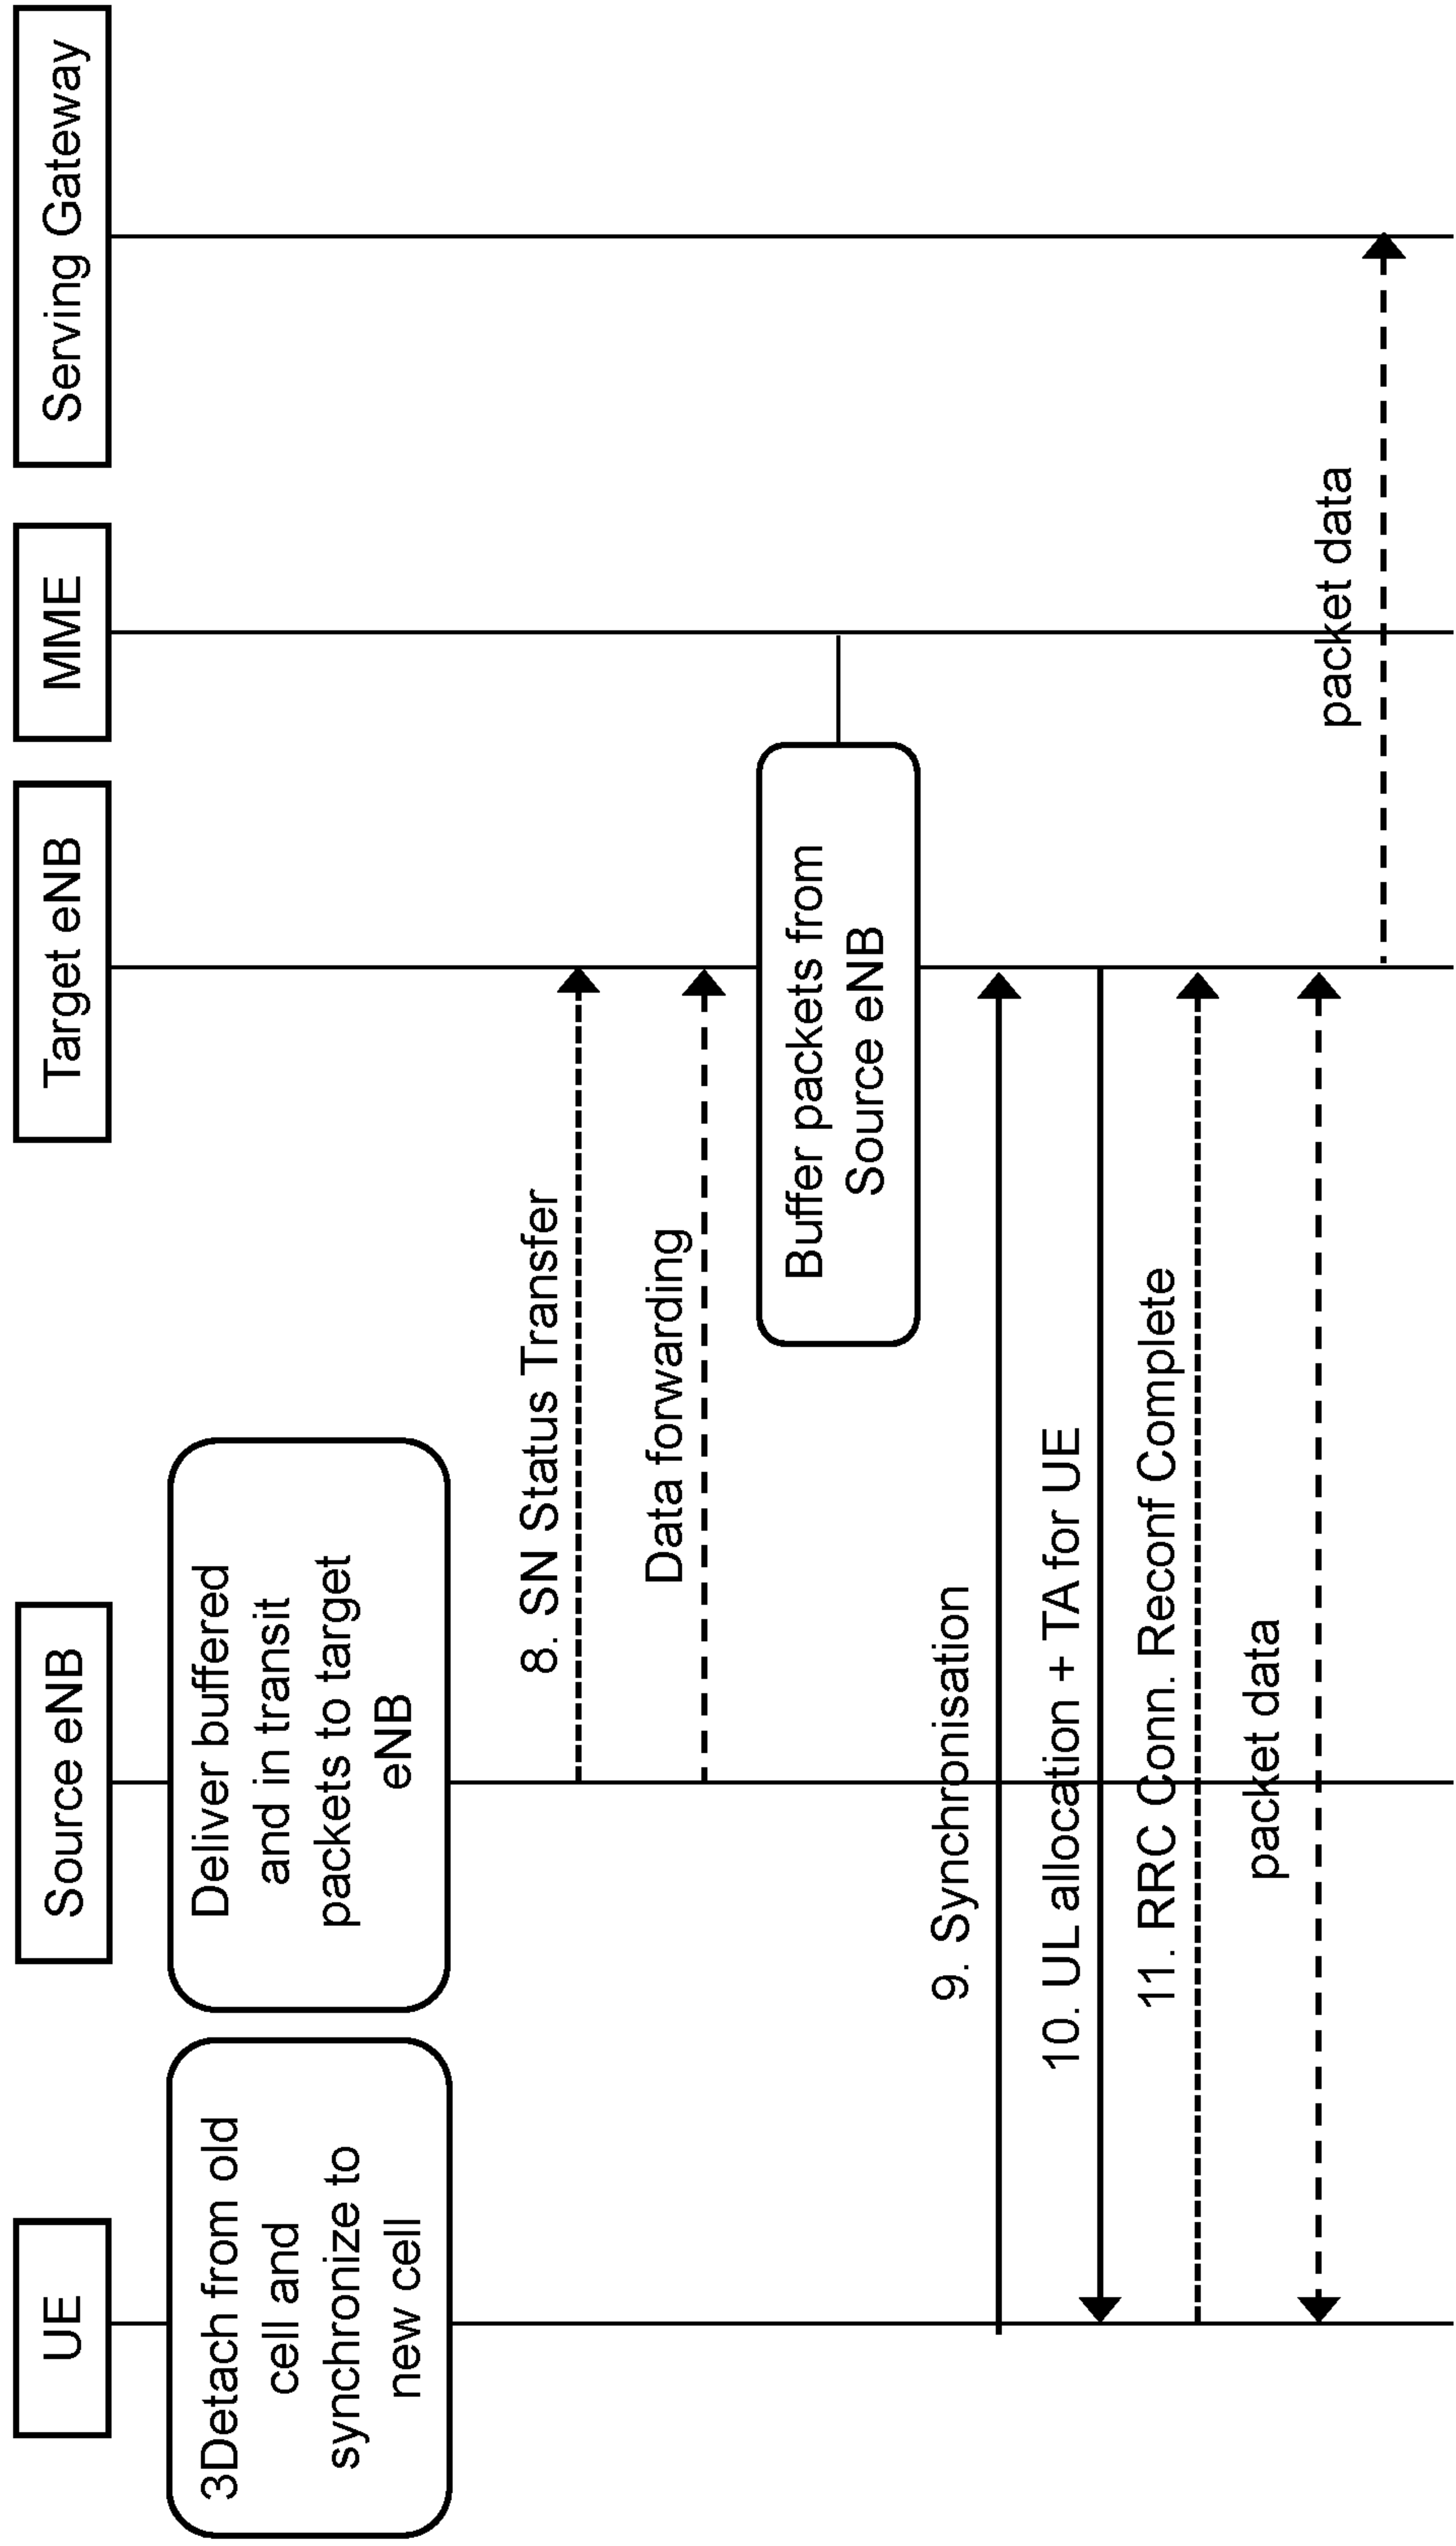 UE
Source eNB
Target eNB
MME
Serving Gateway
3Detach from old
cell and
synchronize to
new cell
Deliver buffered
and in transit
packets to target
eNB
8. SN Status Transfer
Data forwarding
Buffer packets from
Source eNB
9. Synchronisation
10. UL allocation + TA for UE
11. RRC Conn. Reconf Complete
packet data
packet data